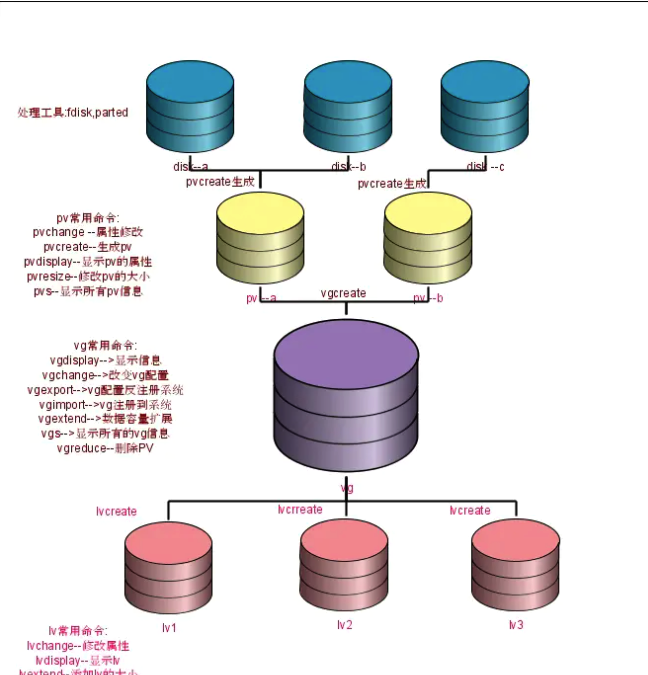 处理工具:fdisk,parted
disk--a
disk--b
disk --c
pvcreate生成
pvcreate生成
pv常用命令:
pvchange --属性修改
pvcreate--生成pv
pvdisplay--显示pv的属性
pvresize--修改pv的大小
pvs--显示所有pv信息
pv --a
vgcreate
pv --b
vg常用命令:
vgdisplay-->显示信息
vgchange-->改变vg配置
vgexport-->vg配置反注册系统
vgimport-->vg注册到系统
vgextend-->数据容量扩展
vgs-->显示所有的vg信息
vgreduce--删除PV
vg
lvcreate
lvcrreate
lvcreate
lv1
lv2
lv3
lv常用命令:
lvchange--修改属性
lvdisplay--显示lv
lvextend--添加lv的大小